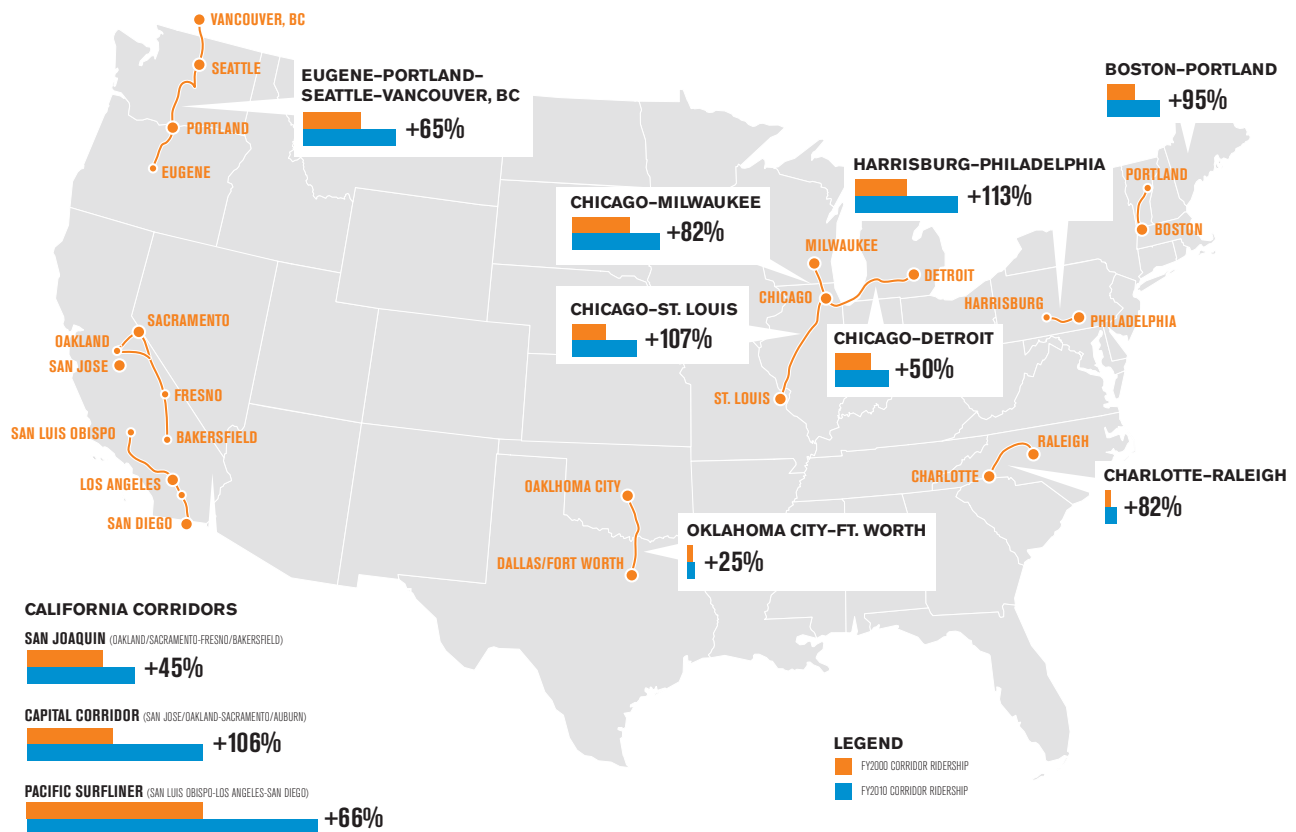 VANCOUVER, BC
SEATTLE
PORTLAND
EUGENE
EUGENE–PORTLAND–
SEATTLE–VANCOUVER, BC
+65%
BOSTON–PORTLAND
+95%
PORTLAND
BOSTON
HARRISBURG–PHILADELPHIA
+113%
CHICAGO–MILWAUKEE
+82%
MILWAUKEE
DETROIT
CHICAGO
HARRISBURG
PHILADELPHIA
CHICAGO–ST. LOUIS
+107%
CHICAGO–DETROIT
+50%
ST. LOUIS
SACRAMENTO
OAKLAND
SAN JOSE
FRESNO
SAN LUIS OBISPO
BAKERSFIELD
LOS ANGELES
SAN DIEGO
RALEIGH
CHARLOTTE
CHARLOTTE–RALEIGH
+82%
OAKLHOMA CITY
DALLAS/FORT WORTH
OKLAHOMA CITY–FT. WORTH
+25%
CALIFORNIA CORRIDORS
SAN JOAQUIN (OAKLAND/SACRAMENTO-FRESNO/BAKERSFIELD)
+45%
CAPITAL CORRIDOR (SAN JOSE/OAKLAND-SACRAMENTO/AUBURN)
+106%
PACIFIC SURFLINER (SAN LUIS OBISPO-LOS ANGELES-SAN DIEGO)
+66%
LEGEND
FY2000 CORRIDOR RIDERSHIP
FY2010 CORRIDOR RIDERSHIP